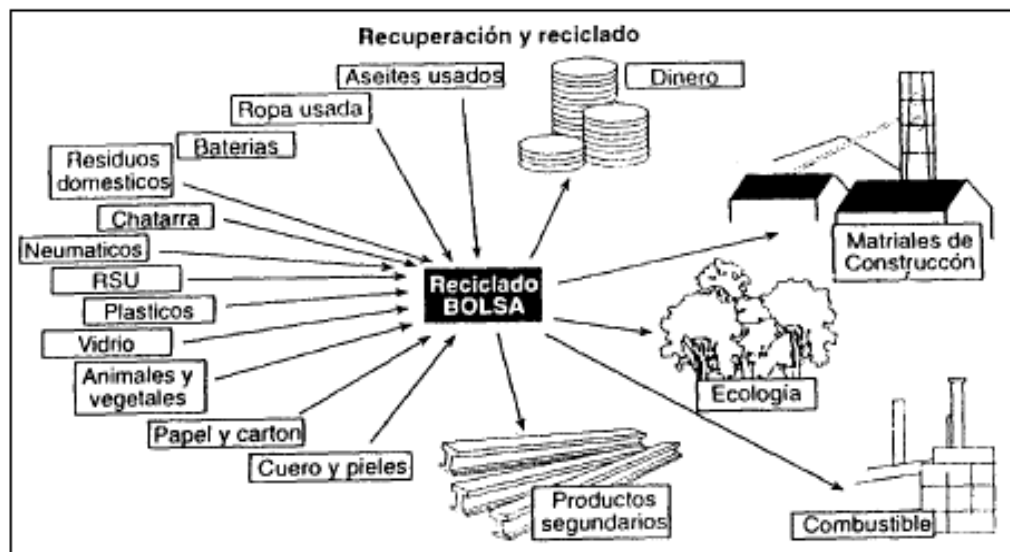 Recuperación y reciclado
Aseites usados
Dinero
Ropa usada
Baterias
Residuos
domesticos
Chatarra
Neumaticos
RSU
Plasticos
Vidrio
Animales y
vegetales
Papel y carton
Cuero y pieles
Reciclado
BOLSA
Matriales de
Construccón
Ecología
Productos
segundarios
Combustible